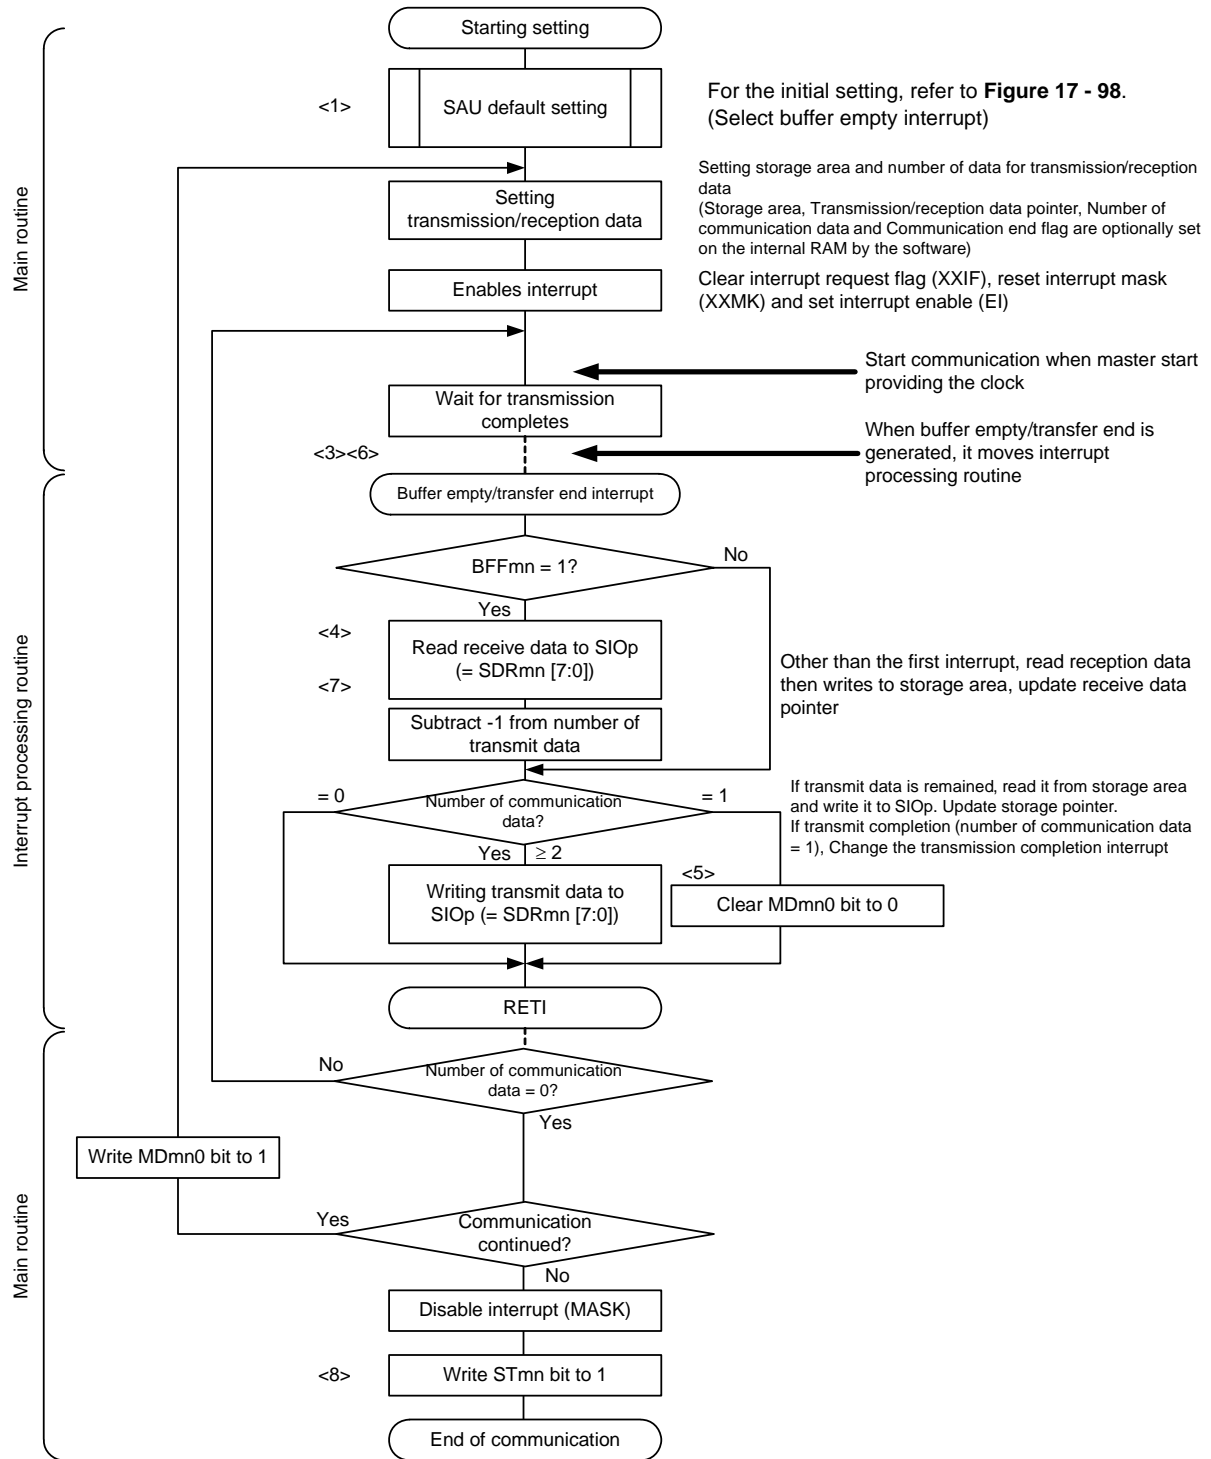 Starting setting
<1>
SAU default setting
For the initial setting, refer to Figure 17 - 98.
(Select buffer empty interrupt)
Main routine
Setting
transmission/reception data
Setting storage area and number of data for transmission/reception
data
(Storage area, Transmission/reception data pointer, Number of
communication data and Communication end flag are optionally set
on the internal RAM by the software)
Enables interrupt
Clear interrupt request flag (XXIF), reset interrupt mask
(XXMK) and set interrupt enable (EI)
Start communication when master start
providing the clock
Wait for transmission
completes
<3><6>
When buffer empty/transfer end is
generated, it moves interrupt
processing routine
Buffer empty/transfer end interrupt
BFFmn = 1?
No
Yes
Interrupt processing routine
<4>
<7>
Read receive data to SIOp
(= SDRmn [7:0])
Other than the first interrupt, read reception data
then writes to storage area, update receive data
pointer
Subtract -1 from number of
transmit data
= 0
Number of communication
data?
= 1
If transmit data is remained, read it from storage area
and write it to SIOp. Update storage pointer.
If transmit completion (number of communication data
= 1), Change the transmission completion interrupt
Yes ≥ 2
Writing transmit data to
SIOp (= SDRmn [7:0])
<5>
Clear MDmn0 bit to 0
RETI
No
Number of communication
data = 0?
Yes
Write MDmn0 bit to 1
Main routine
Yes
Communication
continued?
No
Disable interrupt (MASK)
<8>
Write STmn bit to 1
End of communication